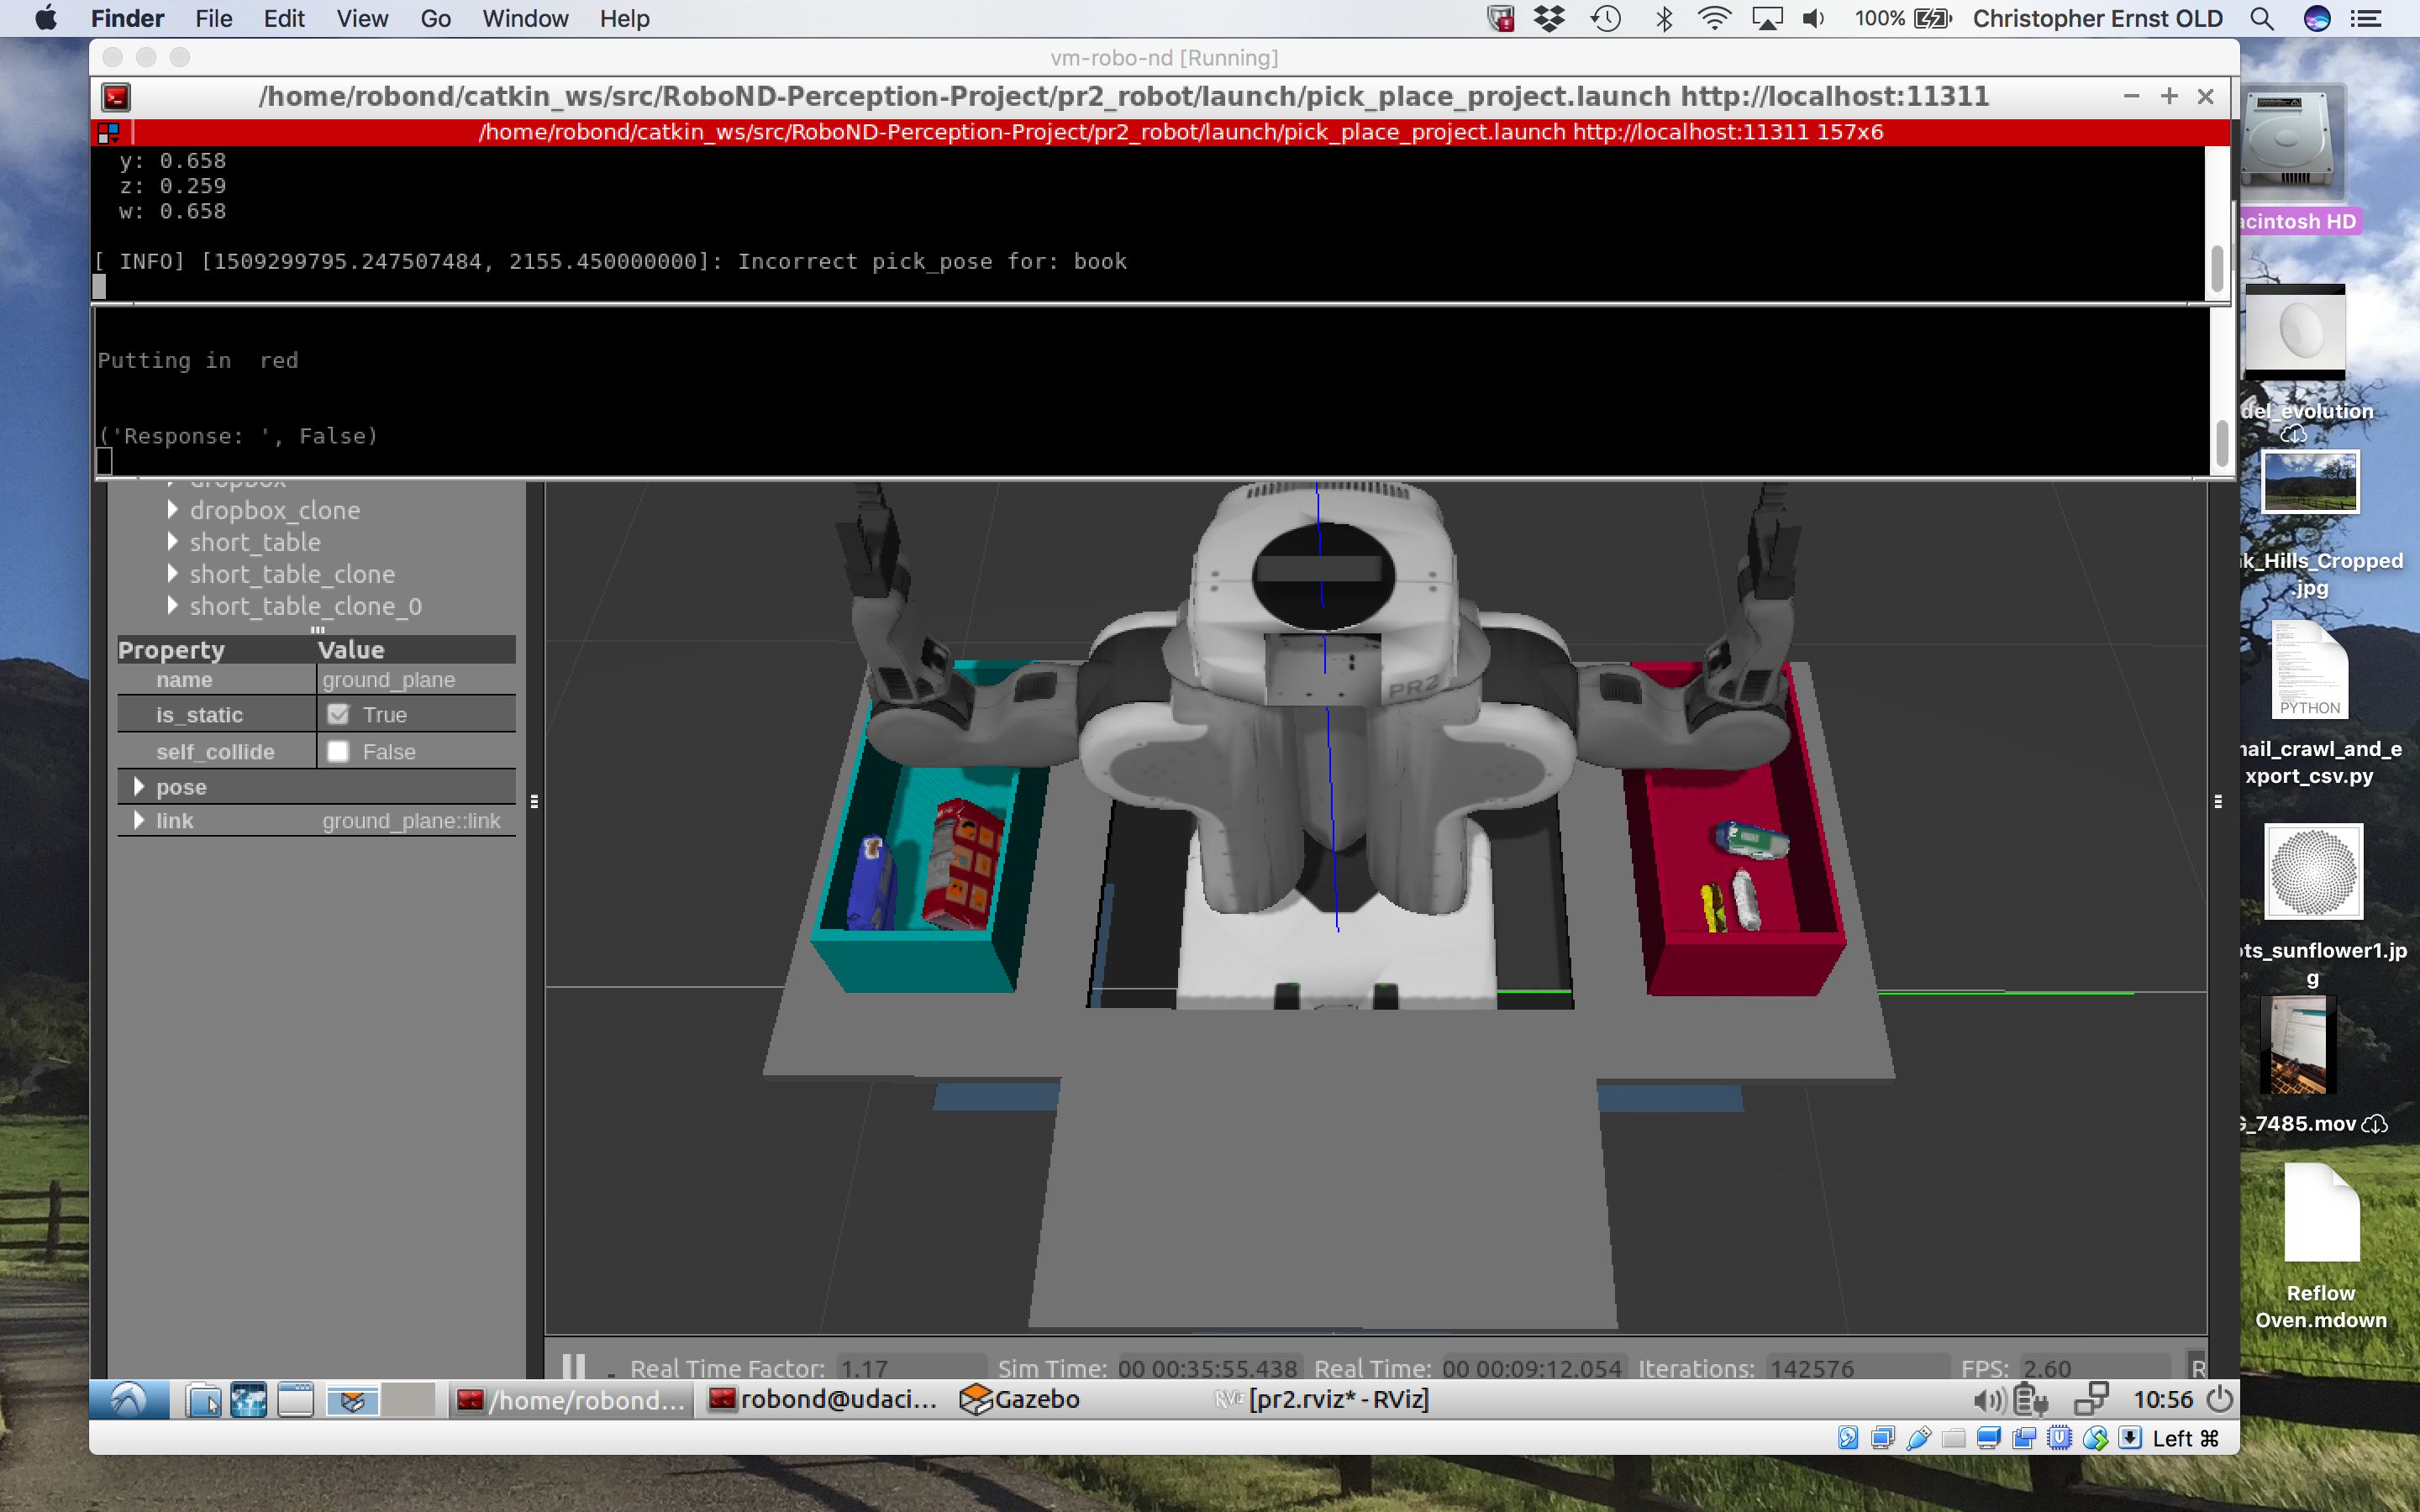 Finder File Edit View Go Window Help 100% Christopher Ernst OLD
vm-robo-nd [Running]
/home/robond/catkin_ws/src/RoboND-Perception-Project/pr2_robot/launch/pick_place_project.launch http://localhost:11311
/home/robond/catkin_ws/src/RoboND-Perception-Project/pr2_robot/launch/pick_place_project.launch http://localhost:11311 157x6
y: 0.658
z: 0.259
w: 0.658
[ INFO] [1509299795.247507484, 2155.450000000]: Incorrect pick_pose for: book
Putting in  red
('Response: ', False)
dropbox
dropbox_clone
short_table
short_table_clone
short_table_clone_0
Property Value
name ground_plane
is_static True
self_collide False
pose
link ground_plane::link
PR2
Real Time Factor: 1.17 Sim Time: 00 00:35:55.438 Real Time: 00 00:09:12.054 Iterations: 142576 FPS: 2.60 R
/home/robond... robond@udaci... Gazebo RViz [pr2.rviz* - RViz] 10:56
Left ⌘
acintosh HD
del_evolution
k_Hills_Cropped
.jpg
PYTHON
ail_crawl_and_e
xport_csv.py
ts_sunflower1.jp
g
G_7485.mov
Reflow
Oven.mdown